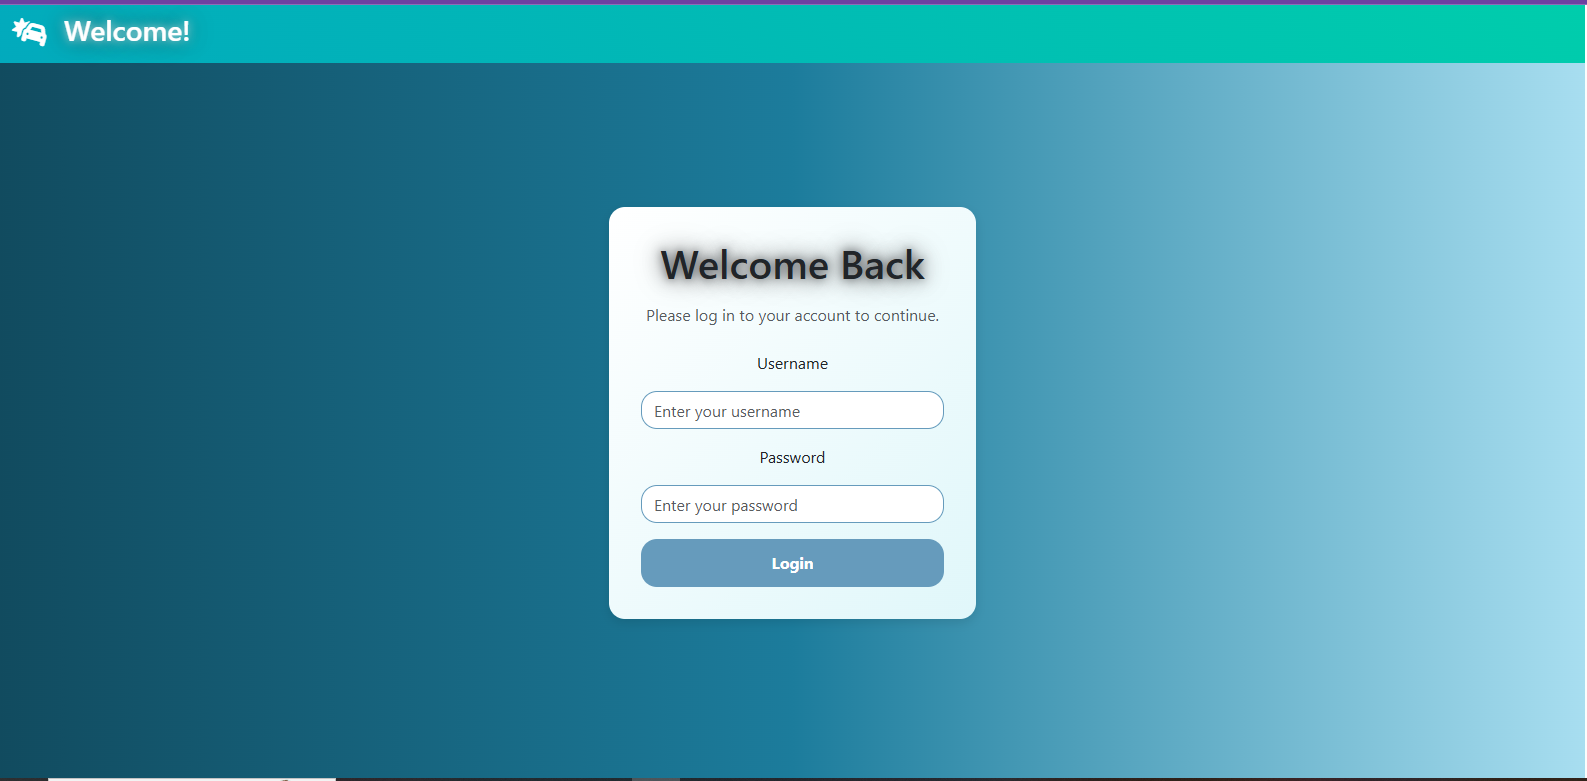 Welcome!
Welcome Back
Please log in to your account to continue.
Username
Enter your username
Password
Enter your password
Login